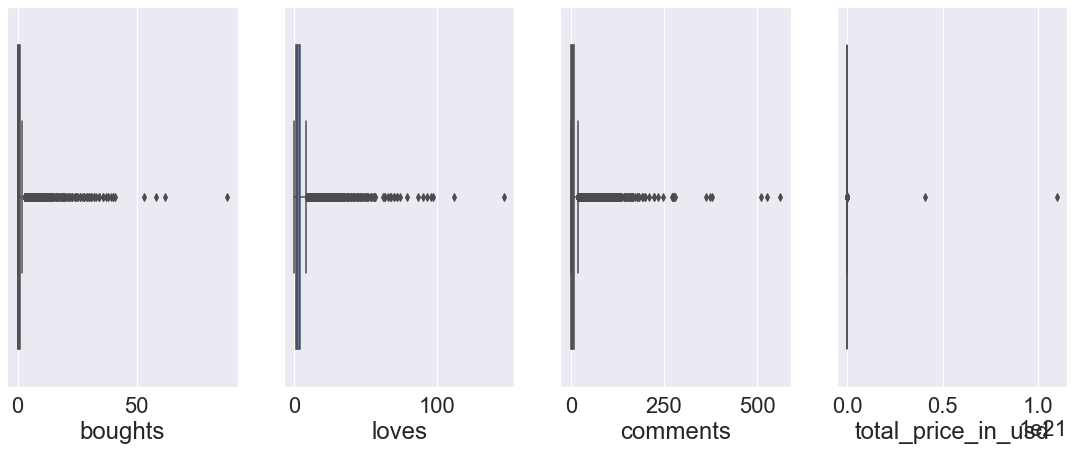 0 50
boughts
0 100
loves
0 250 500
comments
0.0 0.5 1.0
1e21
total_price_in_usd